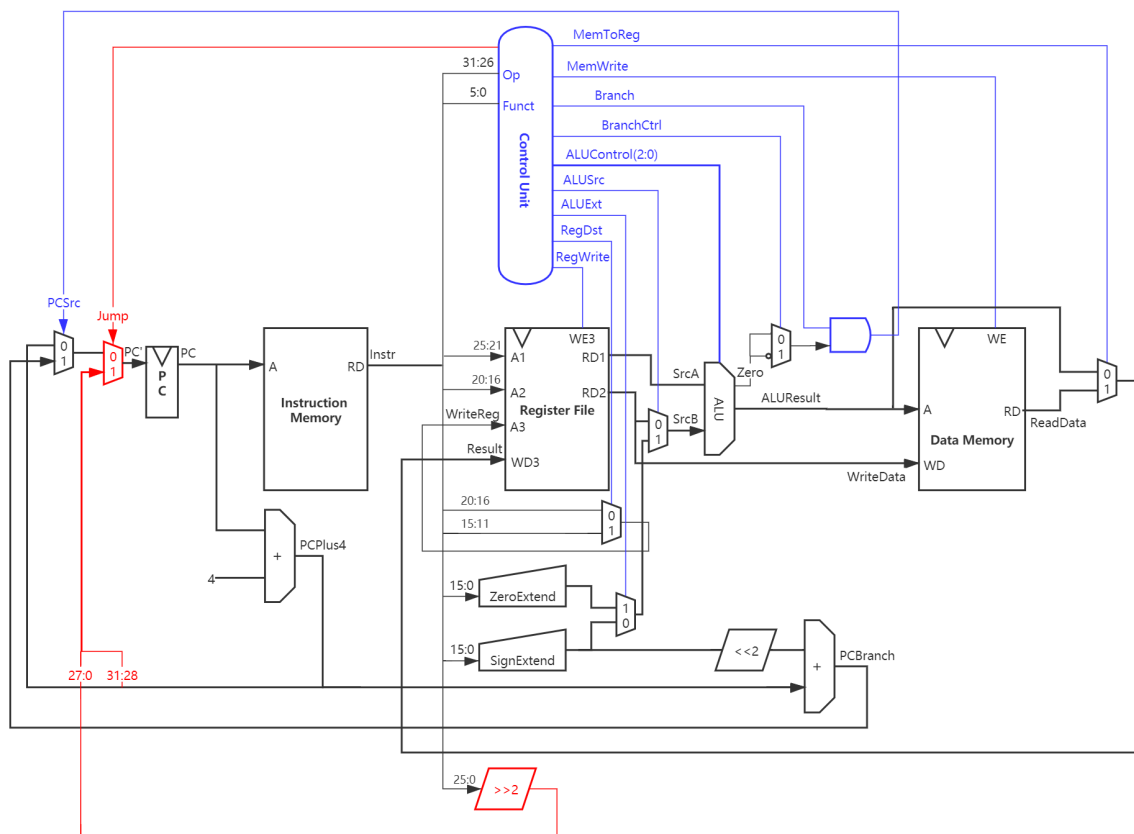 MemToReg
31:26
Op
MemWrite
5:0
Funct
Branch
BranchCtrl
Control Unit
ALUControl(2:0)
ALUSrc
ALUExt
RegDst
RegWrite
PCSrc
Jump
0
1
0
1
PC'
PC
PC
A
RD
Instr
Instruction
Memory
25:21
A1
WE3
RD1
20:16
A2
RD2
WriteReg
A3
Register File
Result
WD3
SrcA
0
1
SrcB
ALU
Zero
0
1
ALUResult
WE
A
RD
Data Memory
ReadData
WriteData
WD
0
1
20:16
15:11
0
1
+
PCPlus4
4
15:0
ZeroExtend
1
0
15:0
SignExtend
<<2
+
PCBranch
27:0
31:28
25:0
>>2